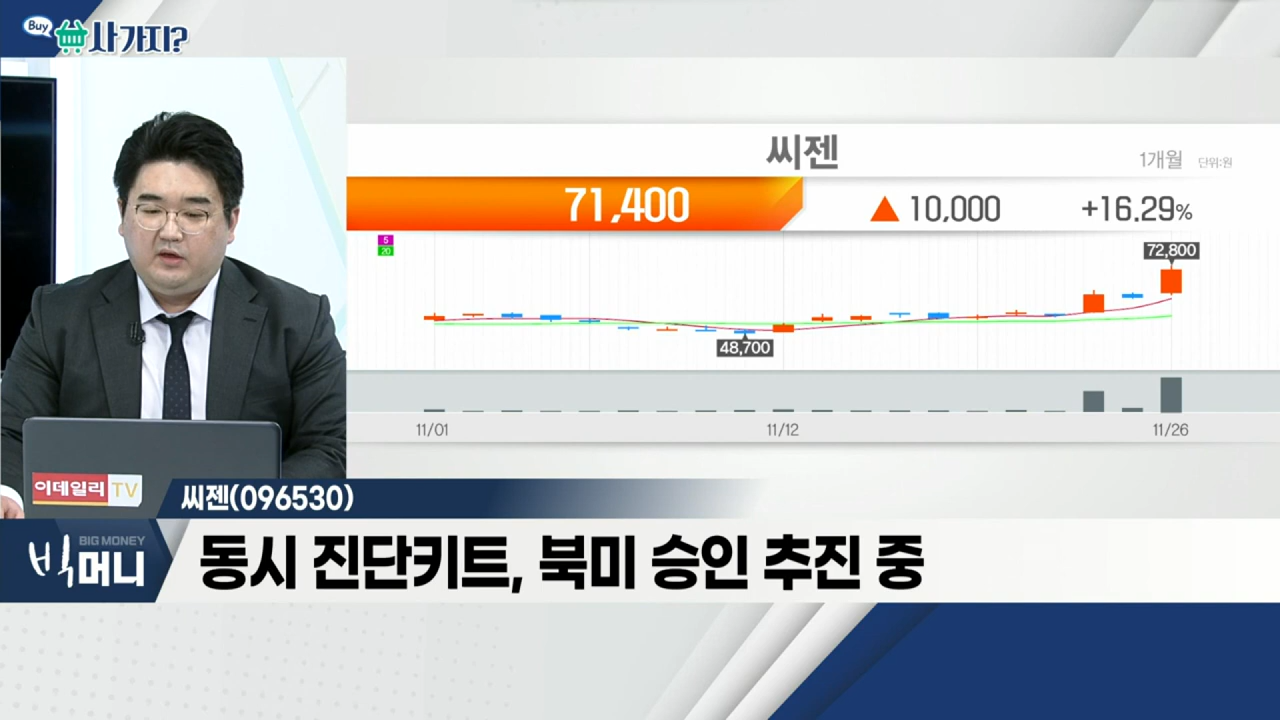 Buy 사 가지?
씨젠
1개월 단위:원
71,400 ▲ 10,000 +16.29%
5
20
72,800
48,700
11/01 11/12 11/26
이데일리 TV
씨젠(096530)
BIG MONEY
빅머니
동시 진단키트, 북미 승인 추진 중